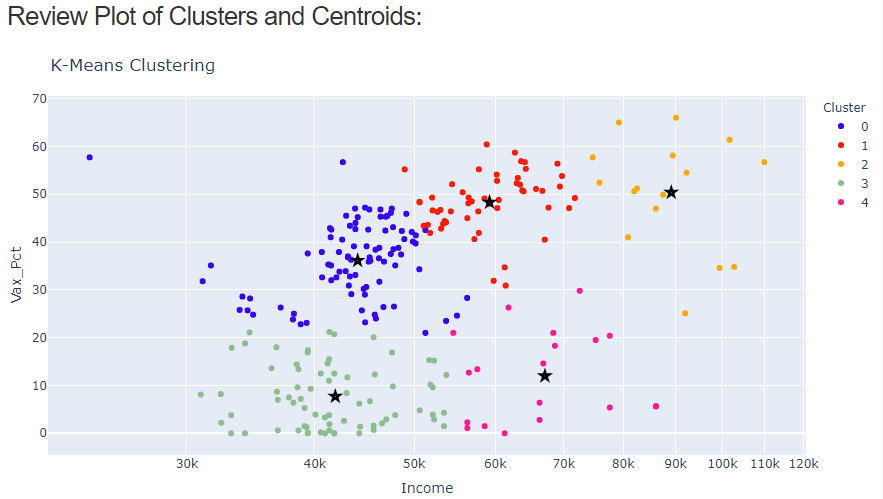 Review Plot of Clusters and Centroids:
K-Means Clustering
70
60
50
40
30
20
10
0
Vax_Pct
30k 40k 50k 60k 70k 80k 90k 100k 110k 120k
Income
Cluster
0
1
2
3
4